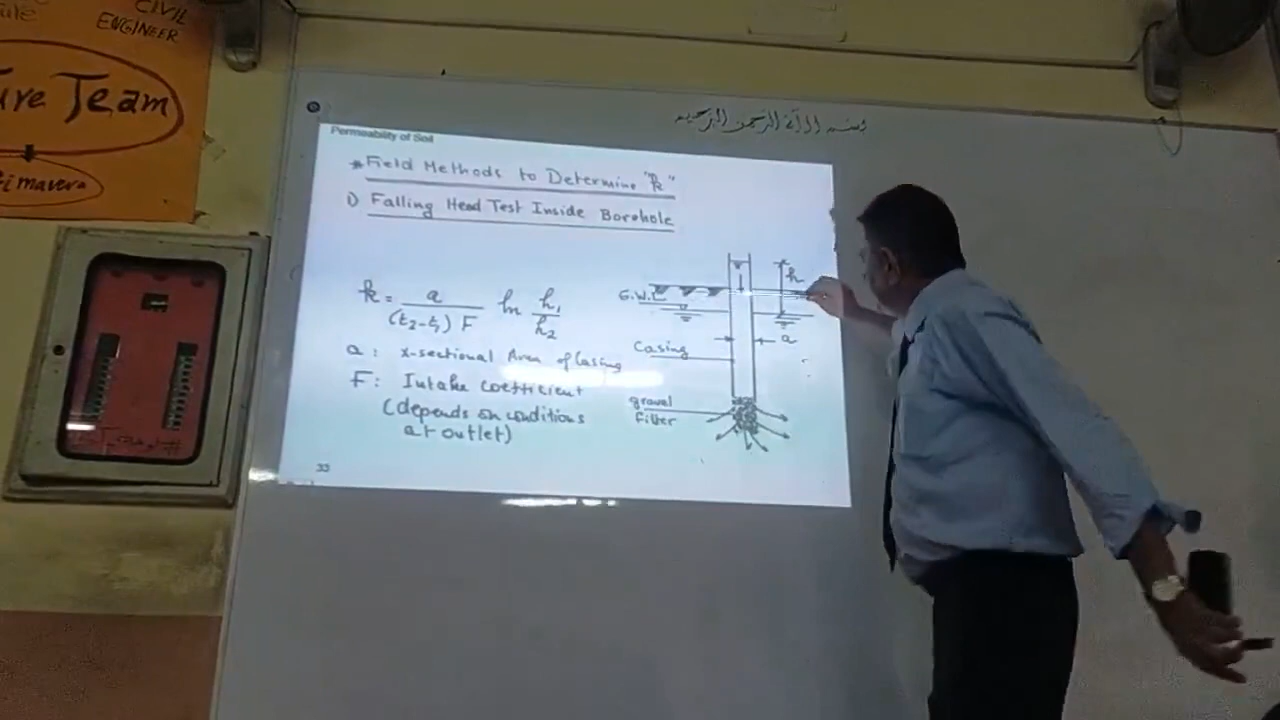 CIVIL
ENGINEER
Team
imavera
بسم الله الرحمن الرحيم
Permeability of Soil
*Field Methods to Determine "k"
1) Falling Head Test Inside Borehole
k = a / (t₂-t₁) F ln h₁ / h₂
a: x-sectional Area of Casing
F: Intake coefficient
(depends on conditions
at outlet)
33
h
G.W.L
a
Casing
gravel
filter